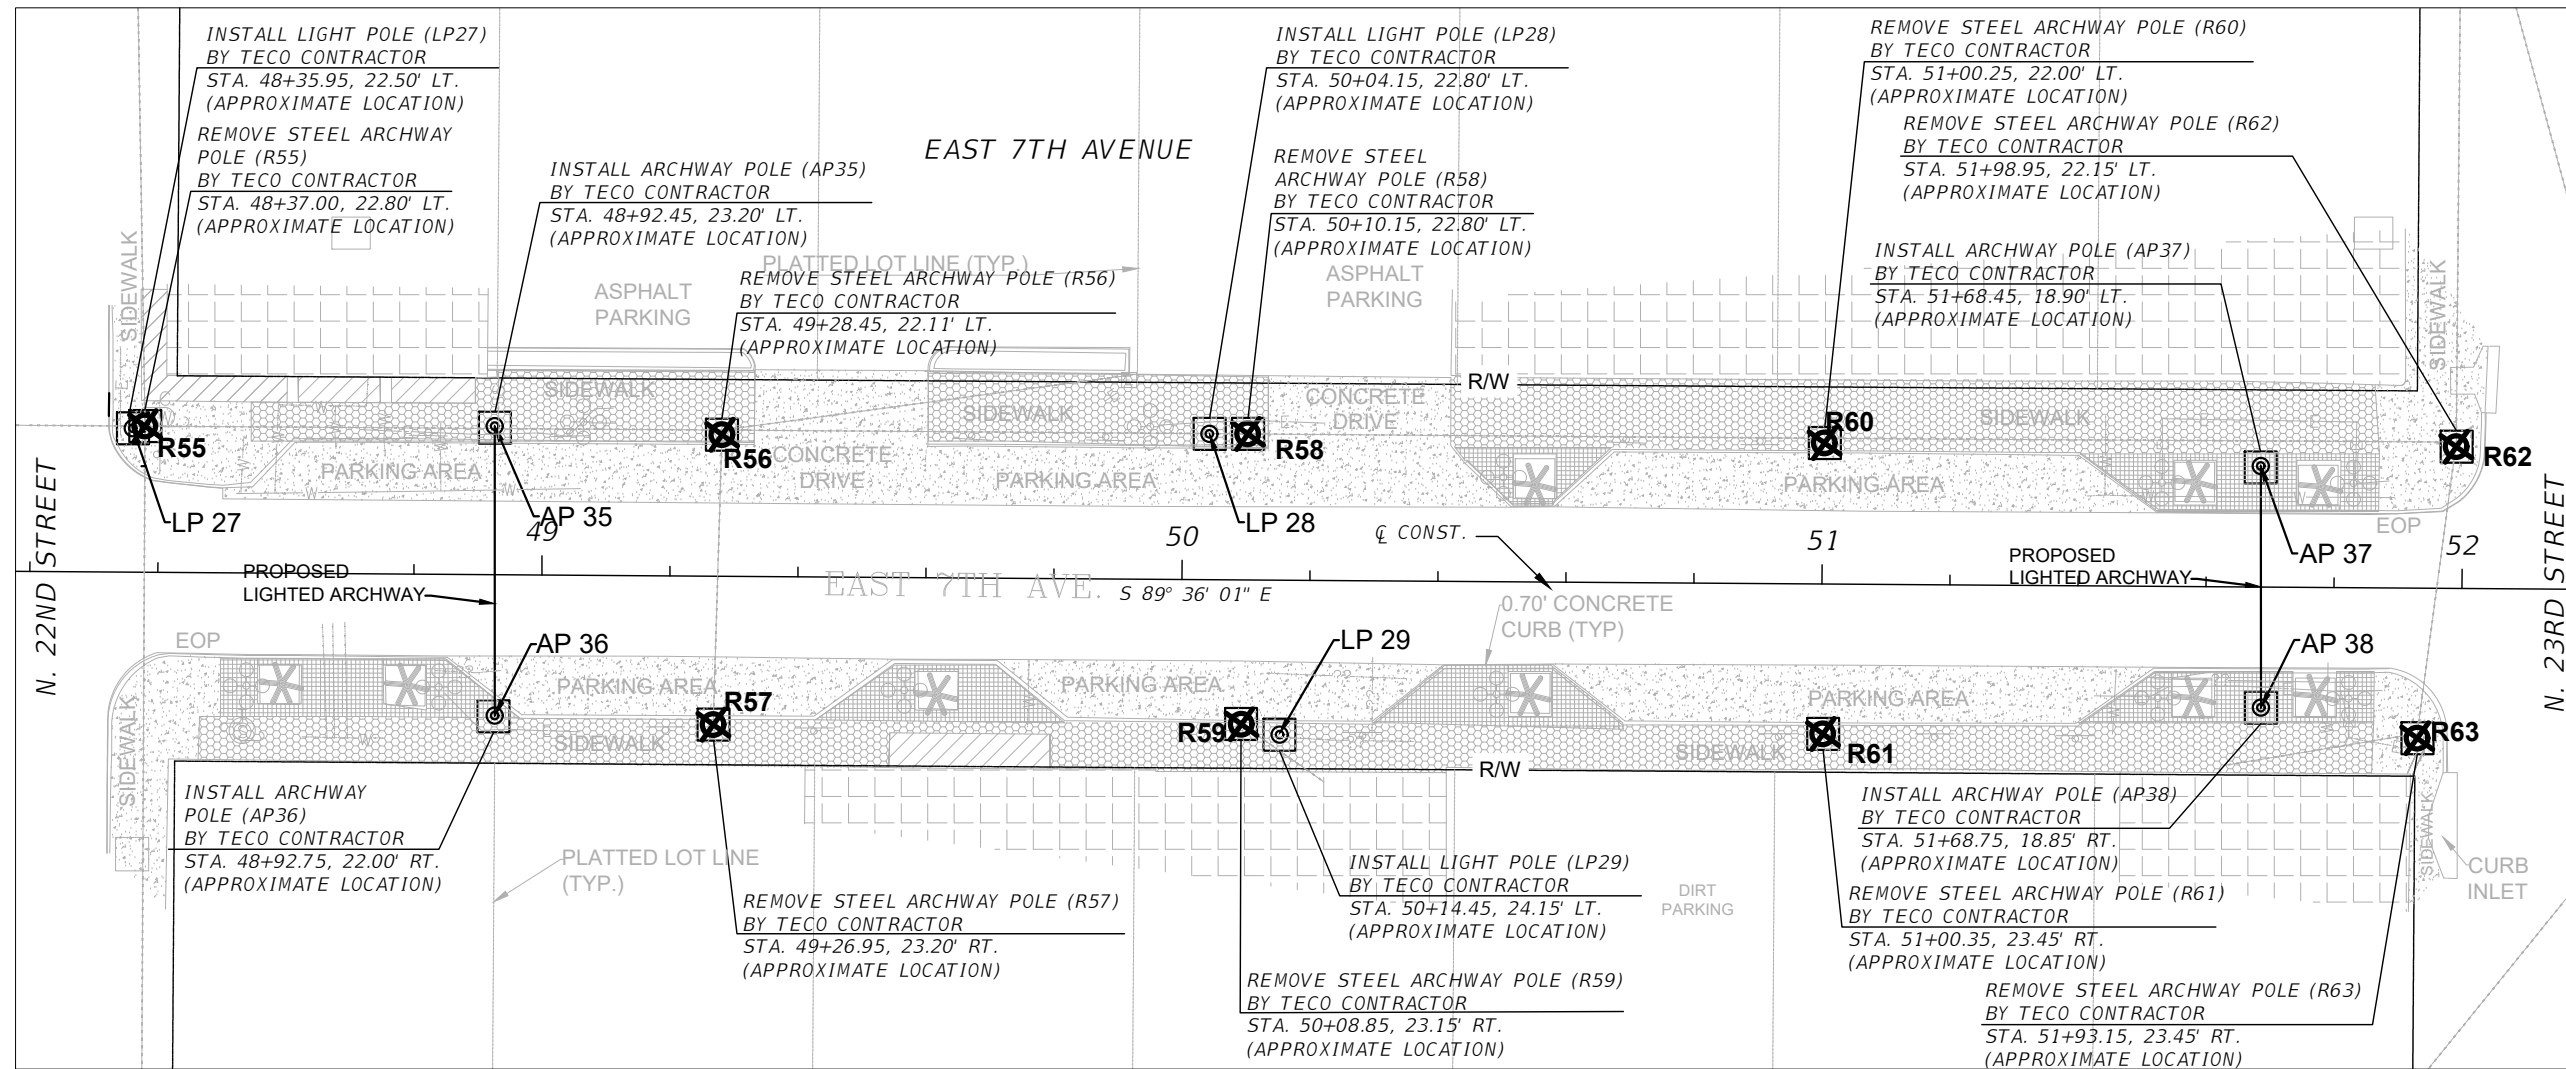 INSTALL LIGHT POLE (LP27)
BY TECO CONTRACTOR
STA. 48+35.95, 22.50' LT.
(APPROXIMATE LOCATION)
REMOVE STEEL ARCHWAY
POLE (R55)
BY TECO CONTRACTOR
STA. 48+37.00, 22.80' LT.
(APPROXIMATE LOCATION)
INSTALL ARCHWAY POLE (AP35)
BY TECO CONTRACTOR
STA. 48+92.45, 23.20' LT.
(APPROXIMATE LOCATION)
EAST 7TH AVENUE
INSTALL LIGHT POLE (LP28)
BY TECO CONTRACTOR
STA. 50+04.15, 22.80' LT.
(APPROXIMATE LOCATION)
REMOVE STEEL
ARCHWAY POLE (R58)
BY TECO CONTRACTOR
STA. 50+10.15, 22.80' LT.
(APPROXIMATE LOCATION)
REMOVE STEEL ARCHWAY POLE (R60)
BY TECO CONTRACTOR
STA. 51+00.25, 22.00' LT.
(APPROXIMATE LOCATION)
REMOVE STEEL ARCHWAY POLE (R62)
BY TECO CONTRACTOR
STA. 51+98.95, 22.15' LT.
(APPROXIMATE LOCATION)
INSTALL ARCHWAY POLE (AP37)
BY TECO CONTRACTOR
STA. 51+68.45, 18.90' LT.
(APPROXIMATE LOCATION)
PLATTED LOT LINE (TYP.)
REMOVE STEEL ARCHWAY POLE (R56)
BY TECO CONTRACTOR
STA. 49+28.45, 22.11' LT.
(APPROXIMATE LOCATION)
ASPHALT
PARKING
ASPHALT
PARKING
SIDEWALK
SIDEWALK
SIDEWALK
SIDEWALK
SIDEWALK
R/W
CONCRETE
DRIVE
CONCRETE
DRIVE
R55
R56
R58
R60
R62
PARKING AREA
PARKING AREA
PARKING AREA
LP 27
AP 35
LP 28
AP 37
EOP
49
50
51
52
℄ CONST.
N. 22ND STREET
N. 23RD STREET
PROPOSED
LIGHTED ARCHWAY
EAST 7TH AVE.
S 89° 36' 01" E
PROPOSED
LIGHTED ARCHWAY
0.70' CONCRETE
CURB (TYP)
EOP
AP 36
LP 29
AP 38
PARKING AREA
PARKING AREA
PARKING AREA
R57
R59
R61
R63
SIDEWALK
SIDEWALK
SIDEWALK
SIDEWALK
R/W
INSTALL ARCHWAY
POLE (AP36)
BY TECO CONTRACTOR
STA. 48+92.75, 22.00' RT.
(APPROXIMATE LOCATION)
PLATTED LOT LINE
(TYP.)
REMOVE STEEL ARCHWAY POLE (R57)
BY TECO CONTRACTOR
STA. 49+26.95, 23.20' RT.
(APPROXIMATE LOCATION)
INSTALL LIGHT POLE (LP29)
BY TECO CONTRACTOR
STA. 50+14.45, 24.15' LT.
(APPROXIMATE LOCATION)
DIRT
PARKING
REMOVE STEEL ARCHWAY POLE (R59)
BY TECO CONTRACTOR
STA. 50+08.85, 23.15' RT.
(APPROXIMATE LOCATION)
INSTALL ARCHWAY POLE (AP38)
BY TECO CONTRACTOR
STA. 51+68.75, 18.85' RT.
(APPROXIMATE LOCATION)
REMOVE STEEL ARCHWAY POLE (R61)
BY TECO CONTRACTOR
STA. 51+00.35, 23.45' RT.
(APPROXIMATE LOCATION)
REMOVE STEEL ARCHWAY POLE (R63)
BY TECO CONTRACTOR
STA. 51+93.15, 23.45' RT.
(APPROXIMATE LOCATION)
CURB
INLET